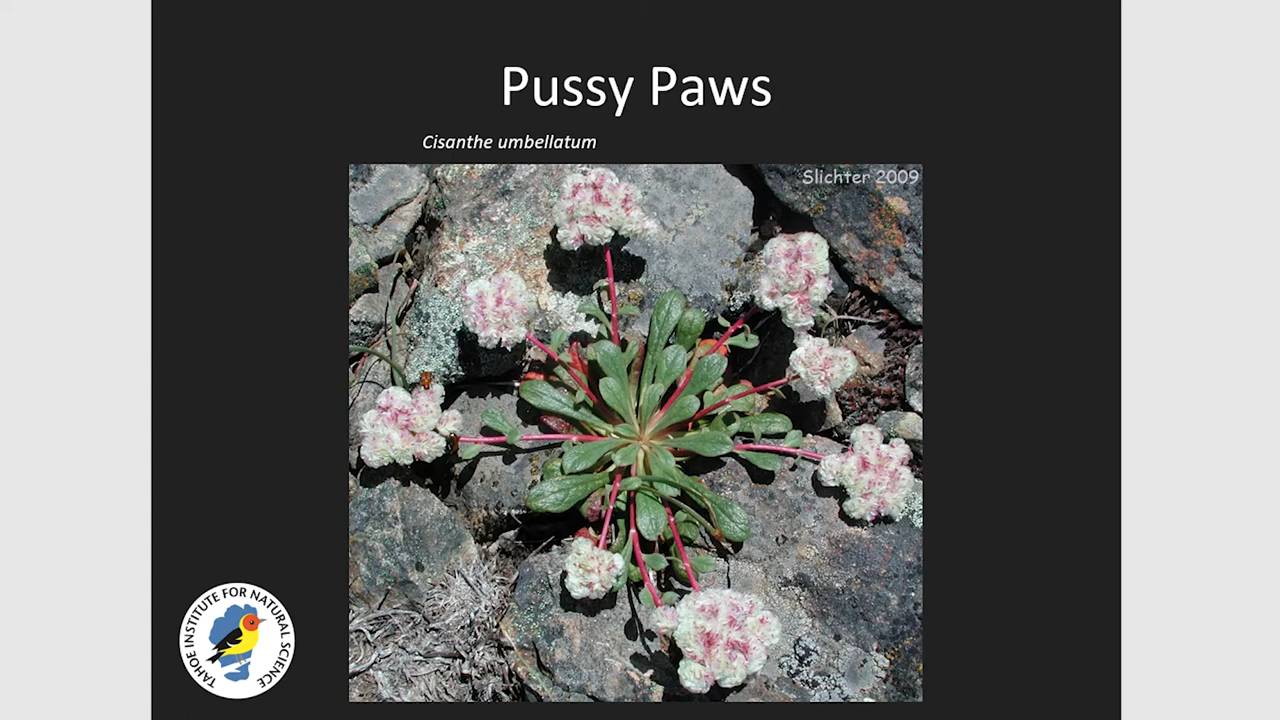 Pussy Paws
Cisanthe umbellatum
Slichter 2009
TAHOE INSTITUTE FOR NATURAL SCIENCE